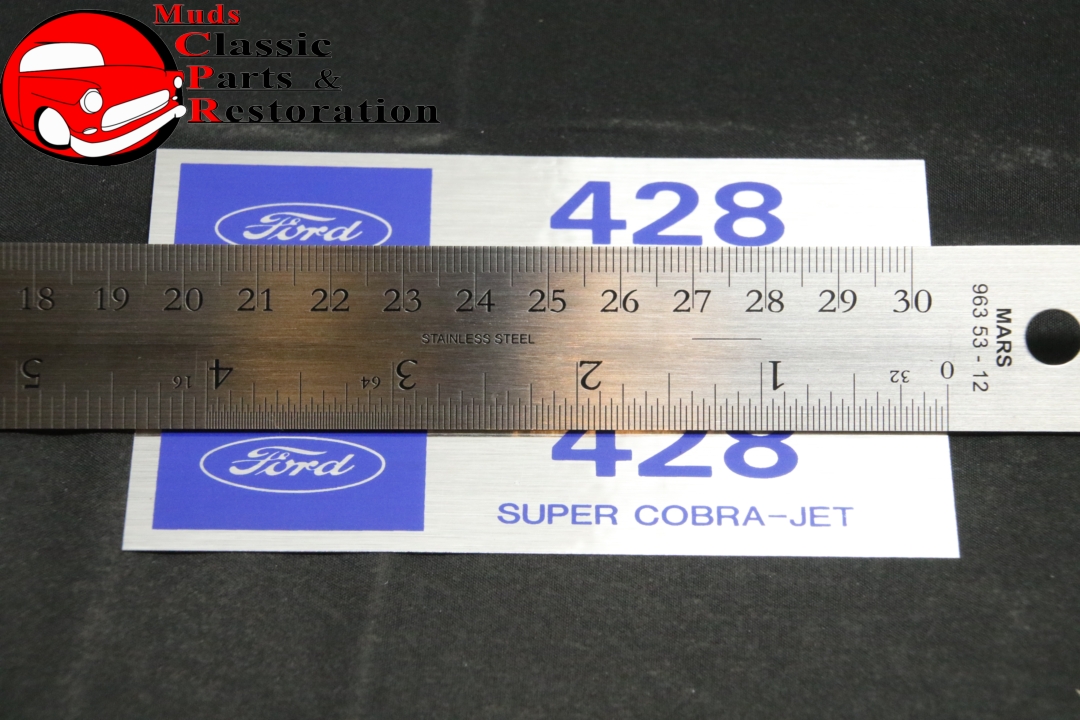 Muds
Classic
Parts &
Restoration
Ford
428
18 19 20 21 22 23 24 25 26 27 28 29 30
STAINLESS STEEL
MARS
963 53 - 12
5 16 4 64 3 2 1 32 0
Ford
428
SUPER COBRA-JET